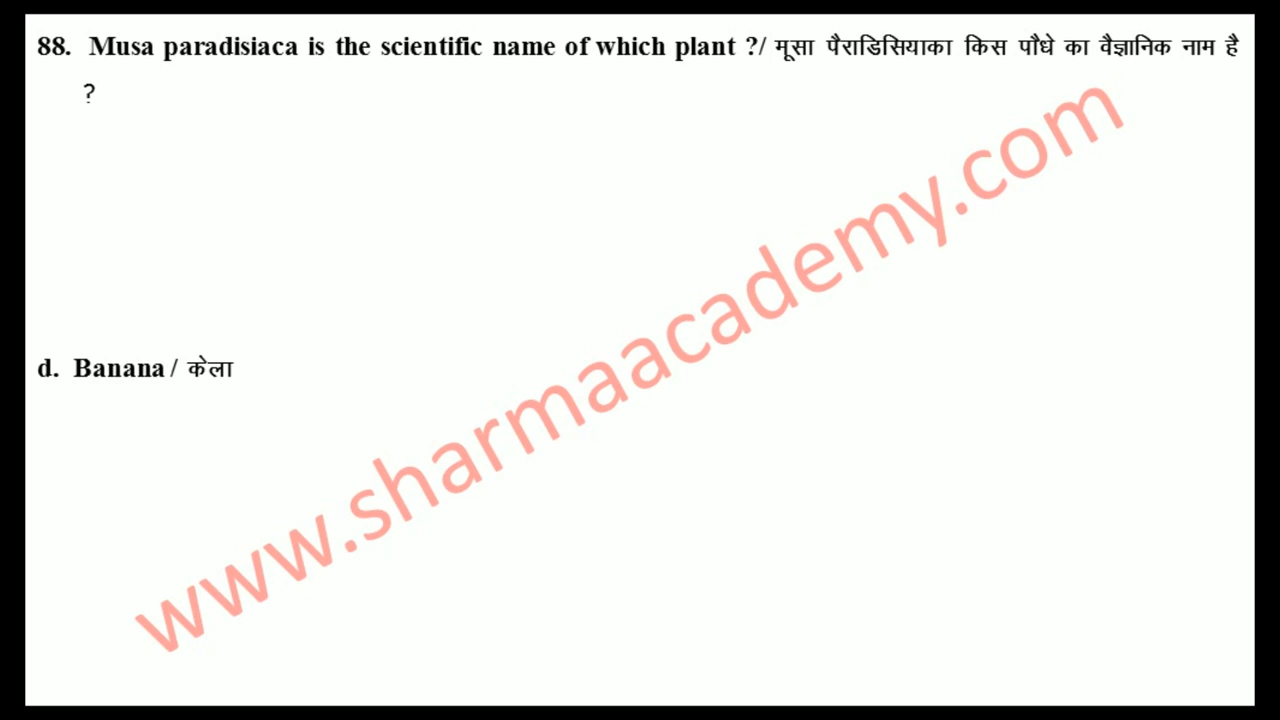 88. Musa paradisiaca is the scientific name of which plant ?/ मूसा पैराडिसियाका किस पौधे का वैज्ञानिक नाम है
?
d. Banana / केला
www.sharmaacademy.com